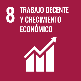 8 TRABAJO DECENTE
Y CRECIMIENTO
ECONÓMICO